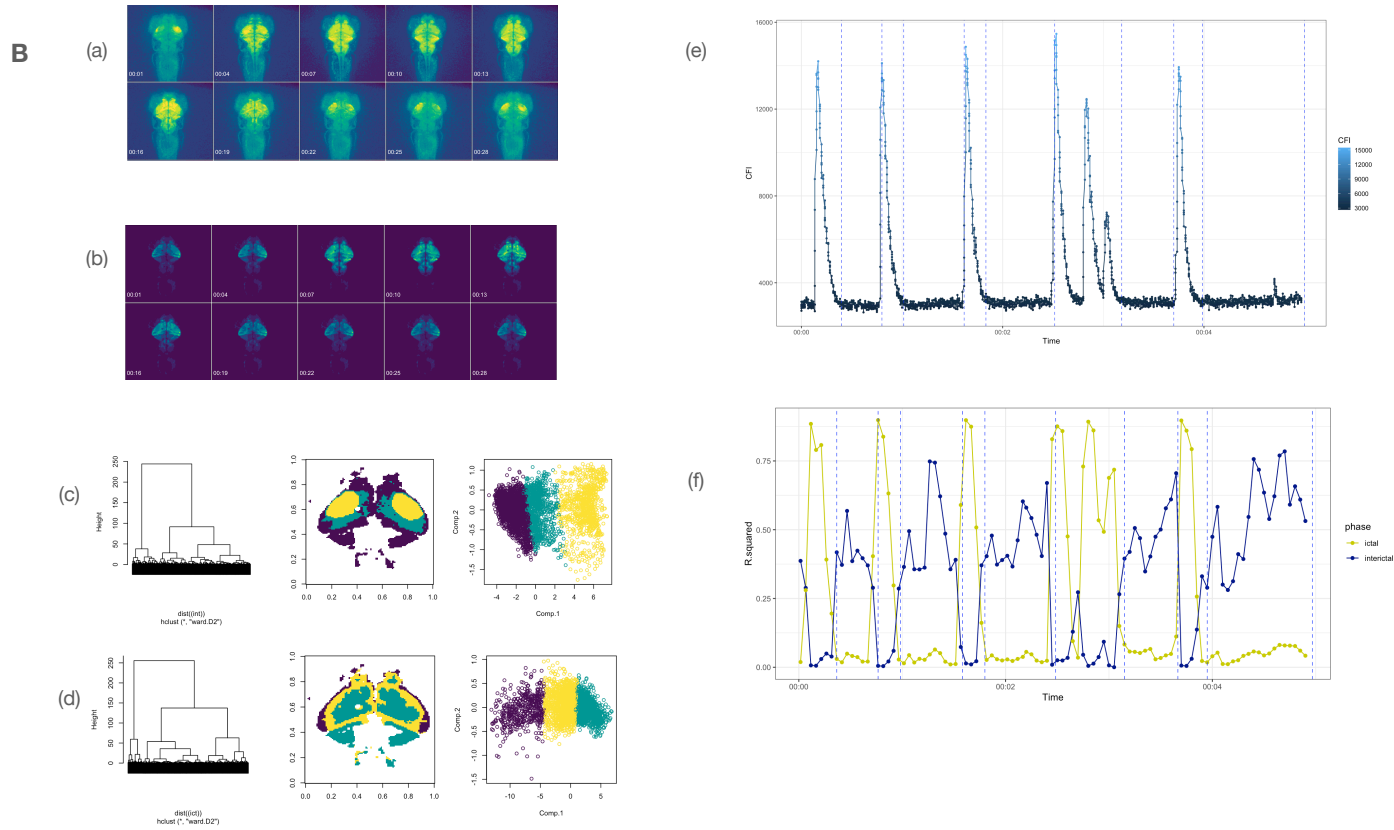 B
(a)
00:01 00:04 00:07 00:10 00:13
00:16 00:19 00:22 00:25 00:28
(b)
00:01 00:04 00:07 00:10 00:13
00:16 00:19 00:22 00:25 00:28
(c)
Height
0 50 100 150 200 250
dist((int))
hclust (*, "ward.D2")
0.0 0.2 0.4 0.6 0.8 1.0
0.0 0.2 0.4 0.6 0.8 1.0
Comp.2
-1.5 -1.0 -0.5 0.0 0.5 1.0
-4 -2 0 2 4 6
Comp.1
(d)
Height
0 50 100 150 200 250
dist((ict))
hclust (*, "ward.D2")
0.0 0.2 0.4 0.6 0.8 1.0
0.0 0.2 0.4 0.6 0.8 1.0
Comp.2
-1.5 -1.0 -0.5 0.0 0.5 1.0
-10 -5 0 5
Comp.1
(e)
CFI
16000
12000
8000
4000
00:00 00:02 00:04
Time
CFI
15000
12000
9000
6000
3000
(f)
R.squared
0.75
0.50
0.25
0.00
00:00 00:02 00:04
Time
phase
ictal
interictal